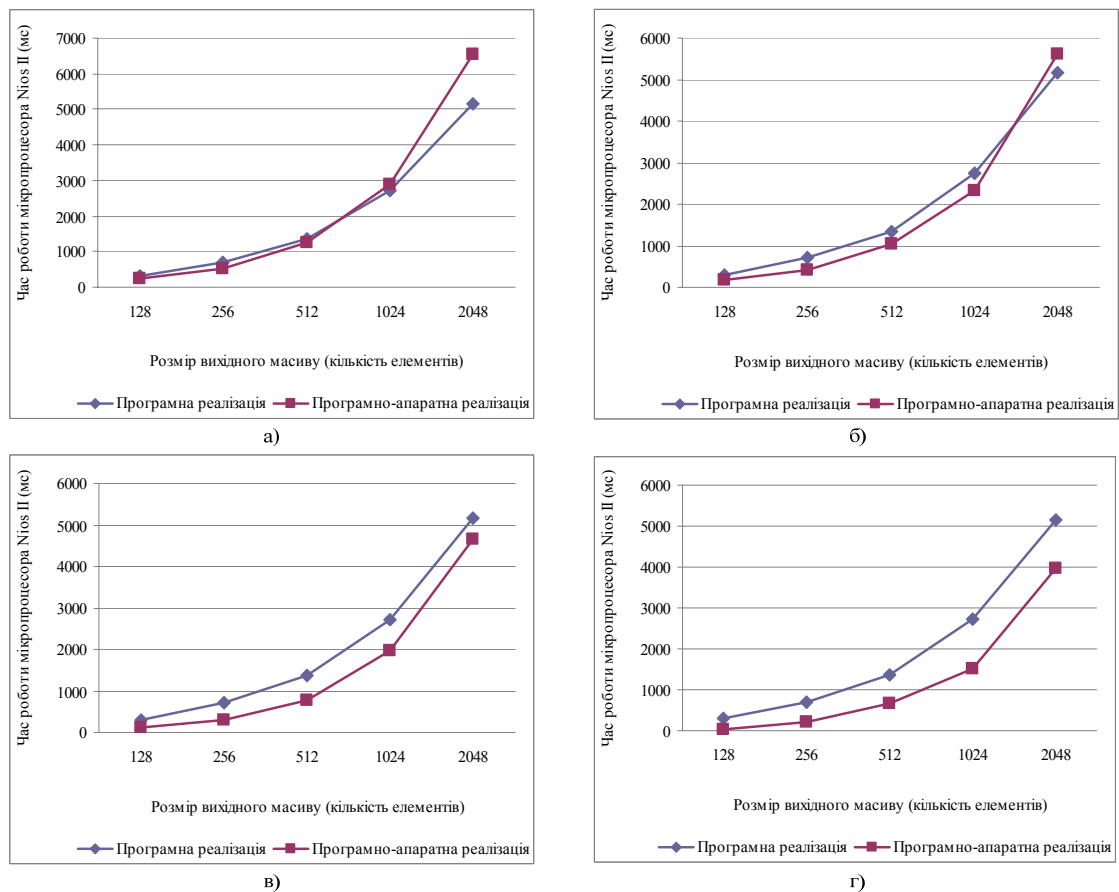 7000
6000
5000
4000
3000
2000
1000
0
Час роботи мікропроцесора Nios II (мс)
128 256 512 1024 2048
Розмір вихідного масиву (кількість елементів)
Програмна реалізація Програмно-апаратна реалізація
а)
6000
5000
4000
3000
2000
1000
0
Час роботи мікропроцесора Nios II (мс)
128 256 512 1024 2048
Розмір вихідного масиву (кількість елементів)
Програмна реалізація Програмно-апаратна реалізація
б)
6000
5000
4000
3000
2000
1000
0
Час роботи мікропроцесора Nios II (мс)
128 256 512 1024 2048
Розмір вихідного масиву (кількість елементів)
Програмна реалізація Програмно-апаратна реалізація
в)
6000
5000
4000
3000
2000
1000
0
Час роботи мікропроцесора Nios II (мс)
128 256 512 1024 2048
Розмір вихідного масиву (кількість елементів)
Програмна реалізація Програмно-апаратна реалізація
г)